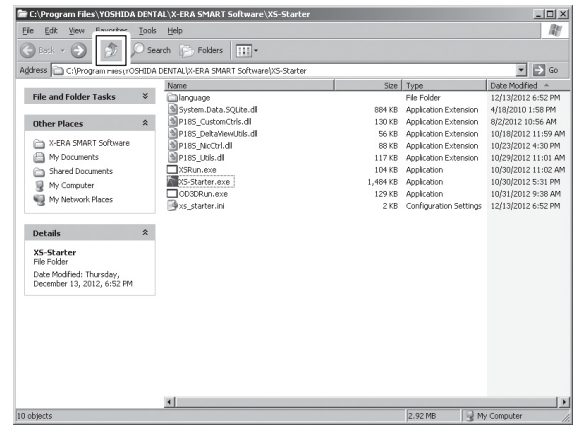 C:\Program Files\YOSHIDA DENTAL\X-ERA SMART Software\XS-Starter
File Edit View Favorites Tools Help
Back Search Folders
Address C:\Program Files\YOSHIDA DENTAL\X-ERA SMART Software\XS-Starter Go
File and Folder Tasks
Other Places
X-ERA SMART Software
My Documents
Shared Documents
My Computer
My Network Places
Details
XS-Starter
File Folder
Date Modified: Thursday,
December 13, 2012, 6:52 PM
Name Size Type Date Modified
language File Folder 12/13/2012 6:52 PM
System.Data.SQLite.dll 884 KB Application Extension 4/18/2010 1:58 PM
P185_CustomCtrls.dll 130 KB Application Extension 8/2/2012 10:56 AM
P185_DeltaViewUtils.dll 56 KB Application Extension 10/18/2012 11:59 AM
P185_NicCtrl.dll 88 KB Application Extension 10/23/2012 4:30 PM
P185_Utils.dll 117 KB Application Extension 10/29/2012 11:01 AM
XSRun.exe 104 KB Application 10/30/2012 11:02 AM
XS-Starter.exe 1,484 KB Application 10/30/2012 5:31 PM
OD3DRun.exe 129 KB Application 10/31/2012 9:38 AM
xs_starter.ini 2 KB Configuration Settings 12/13/2012 6:52 PM
10 objects 2.92 MB My Computer